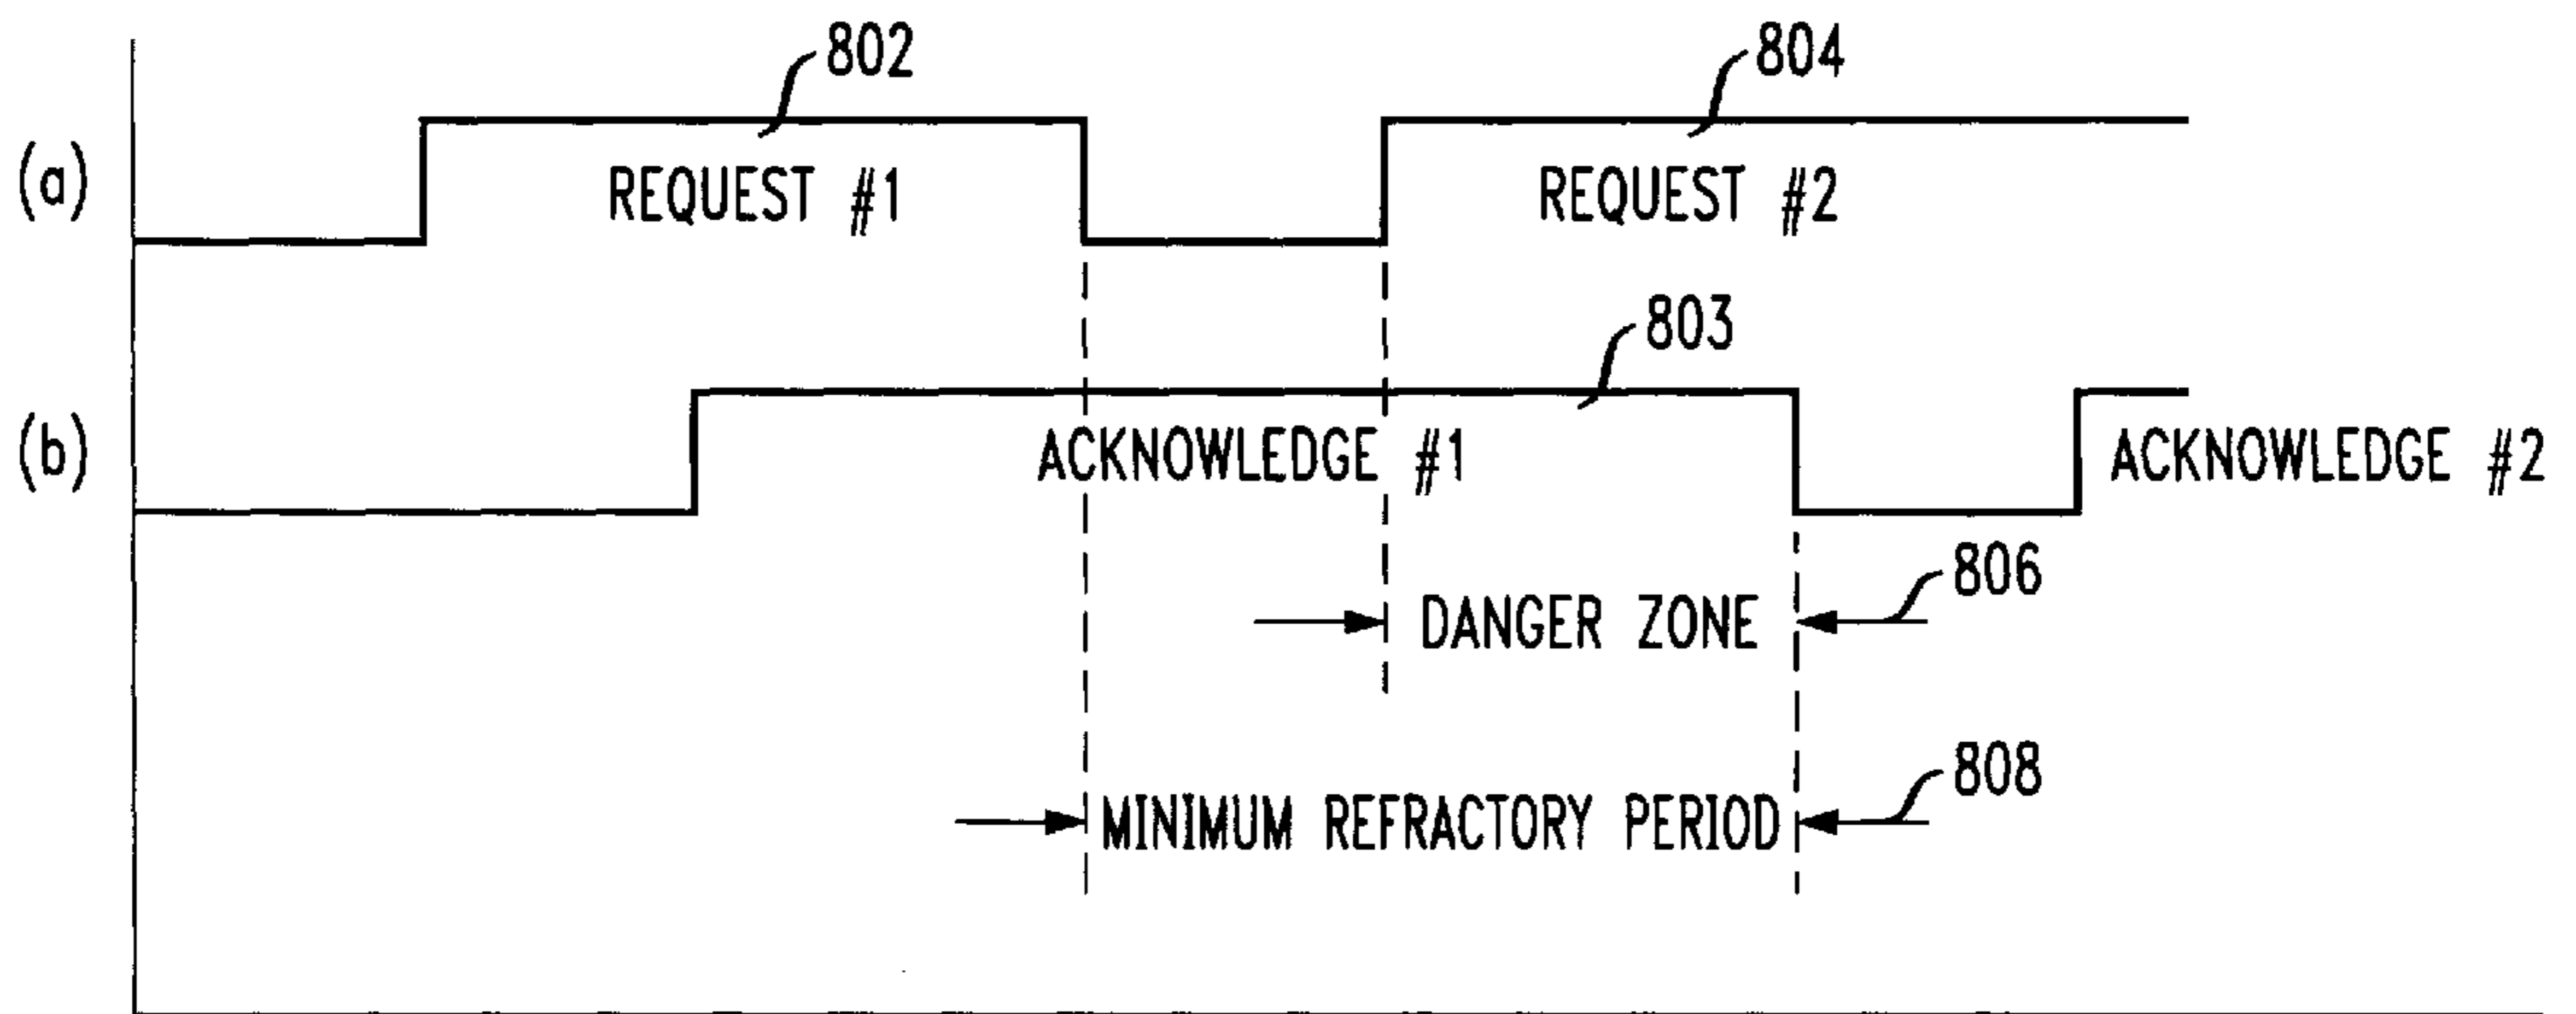 802
804
(a)
REQUEST #1
REQUEST #2
803
(b)
ACKNOWLEDGE #1
ACKNOWLEDGE #2
806
DANGER ZONE
808
MINIMUM REFRACTORY PERIOD